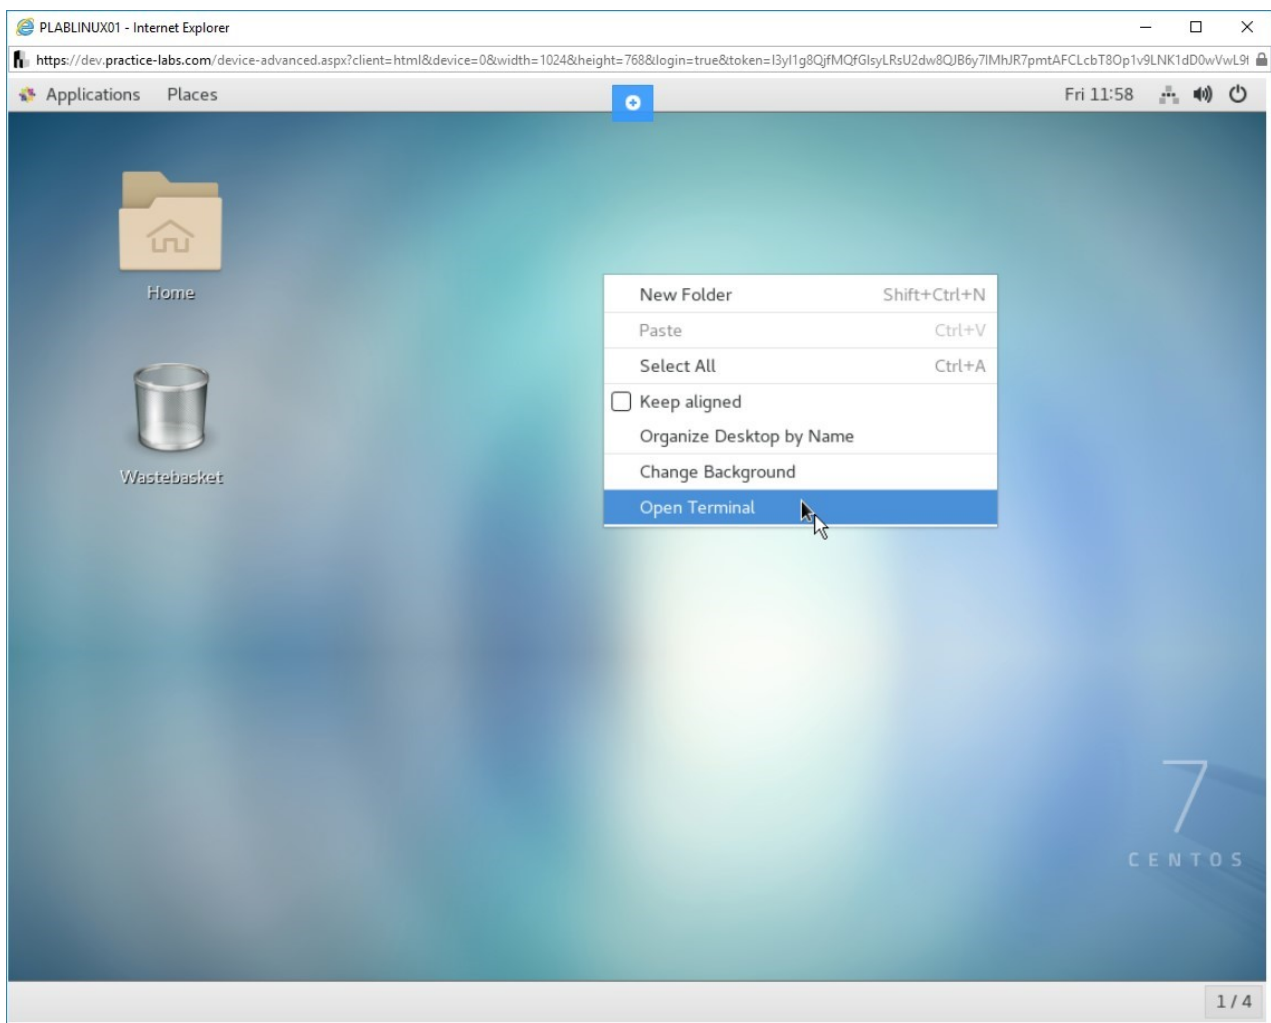 PLABLINUX01 - Internet Explorer
https://dev.practice-labs.com/device-advanced.aspx?client=html&device=0&width=1024&height=768&login=true&token=
Applications Places Fri 11:58
Home
Wastebasket
New Folder Shift+Ctrl+N
Paste Ctrl+V
Select All Ctrl+A
Keep aligned
Organize Desktop by Name
Change Background
Open Terminal
7
CENTOS
1 / 4